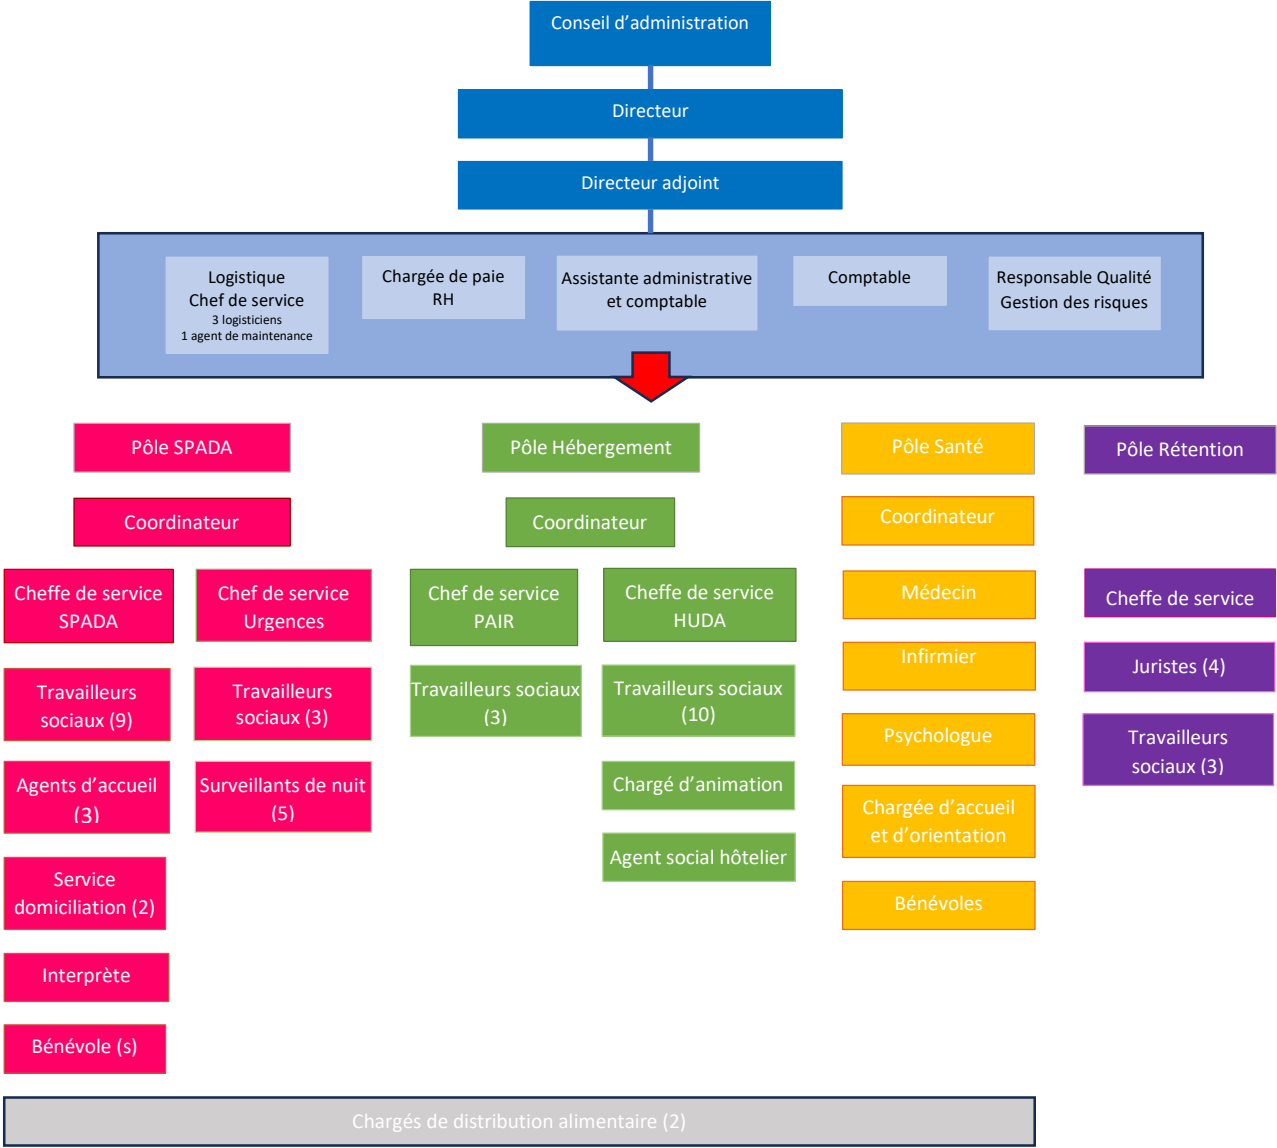 Conseil d’administration
Directeur
Directeur adjoint
Logistique
Chef de service
3 logisticiens
1 agent de maintenance
Chargée de paie
RH
Assistante administrative
et comptable
Comptable
Responsable Qualité
Gestion des risques
Pôle SPADA
Coordinateur
Cheffe de service
SPADA
Travailleurs
sociaux (9)
Agents d’accueil
(3)
Service
domiciliation (2)
Interprète
Bénévole (s)
Chef de service
Urgences
Travailleurs
sociaux (3)
Surveillants de nuit
(5)
Pôle Hébergement
Coordinateur
Chef de service
PAIR
Travailleurs sociaux
(3)
Cheffe de service
HUDA
Travailleurs sociaux
(10)
Chargé d’animation
Agent social hôtelier
Pôle Santé
Coordinateur
Médecin
Infirmier
Psychologue
Chargée d’accueil
et d’orientation
Bénévoles
Pôle Rétention
Cheffe de service
Juristes (4)
Travailleurs
sociaux (3)
Chargés de distribution alimentaire (2)